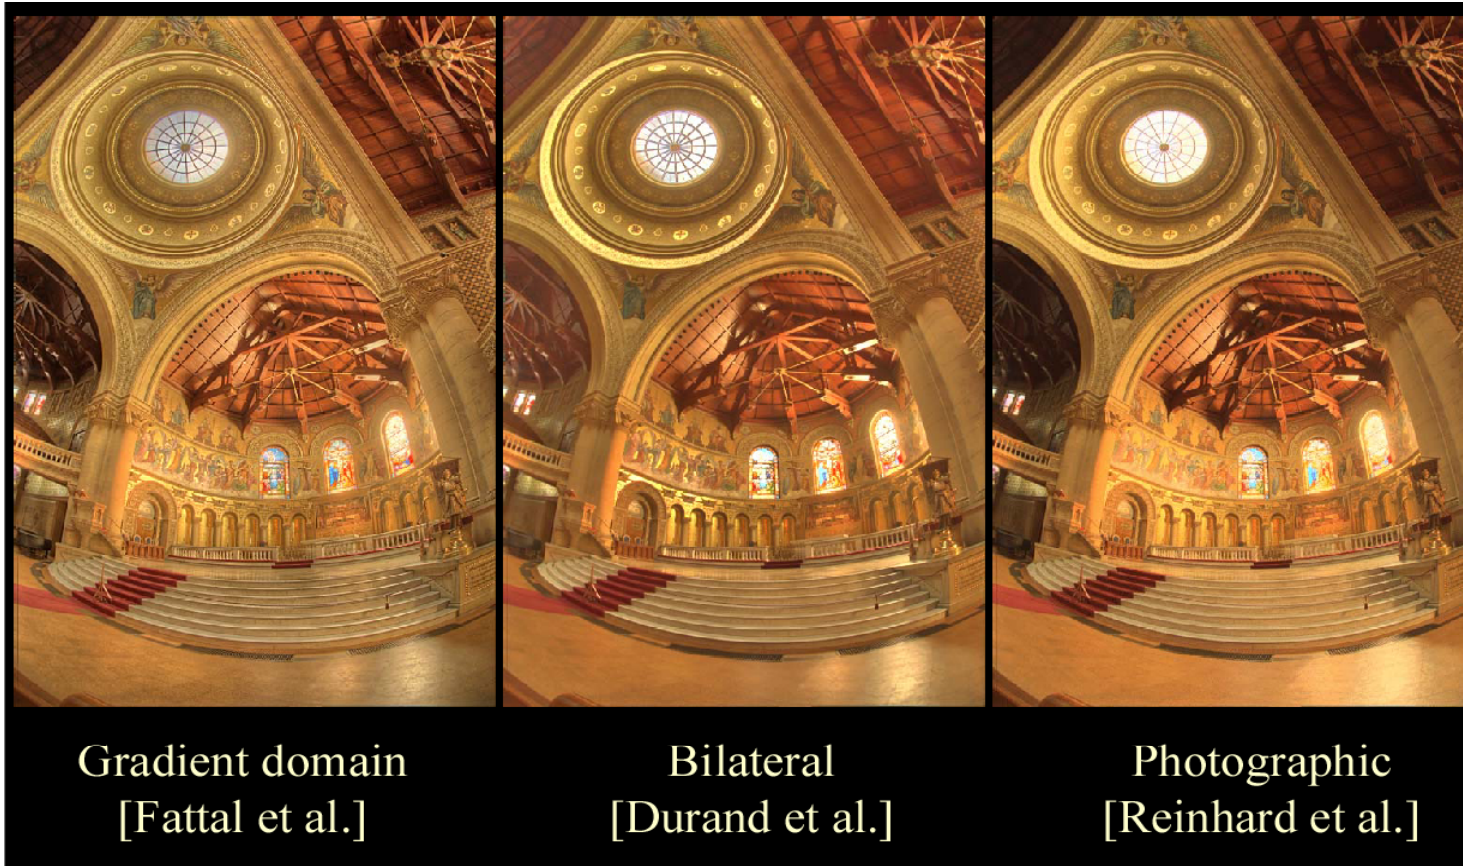 Gradient domain
[Fattal et al.]
Bilateral
[Durand et al.]
Photographic
[Reinhard et al.]